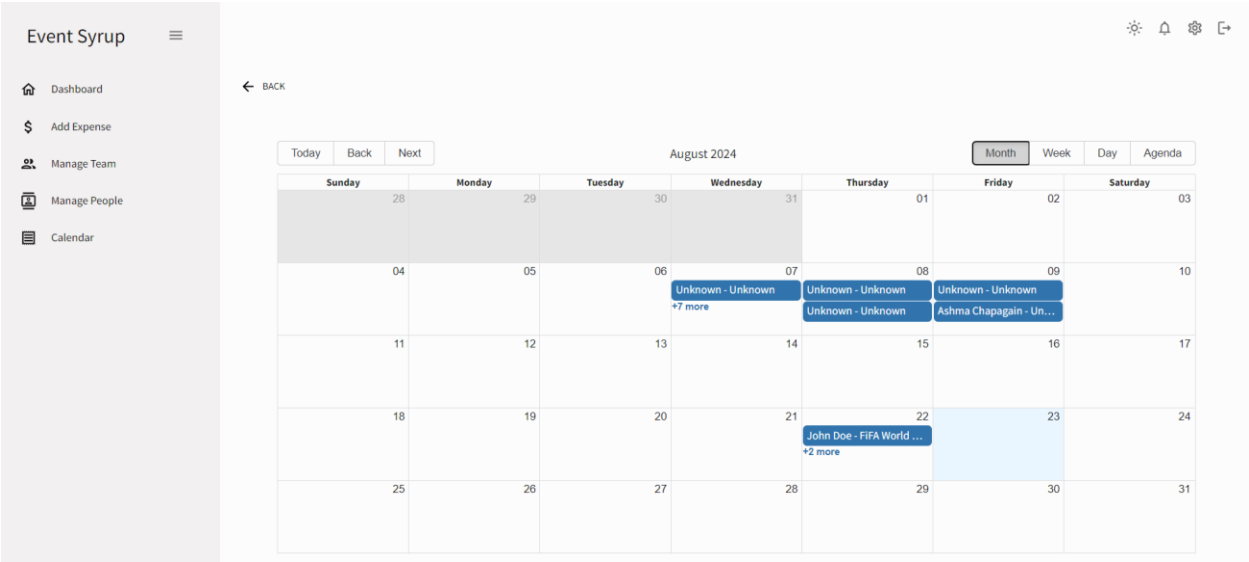 Event Syrup
Dashboard
Add Expense
Manage Team
Manage People
Calendar
BACK
Today Back Next
August 2024
Month Week Day Agenda
Sunday Monday Tuesday Wednesday Thursday Friday Saturday
28 29 30 31 01 02 03
04 05 06 07 08 09 10
Unknown - Unknown Unknown - Unknown Unknown - Unknown
+7 more Unknown - Unknown Ashma Chapagain - Un...
11 12 13 14 15 16 17
18 19 20 21 22 23 24
John Doe - FiFA World ...
+2 more
25 26 27 28 29 30 31